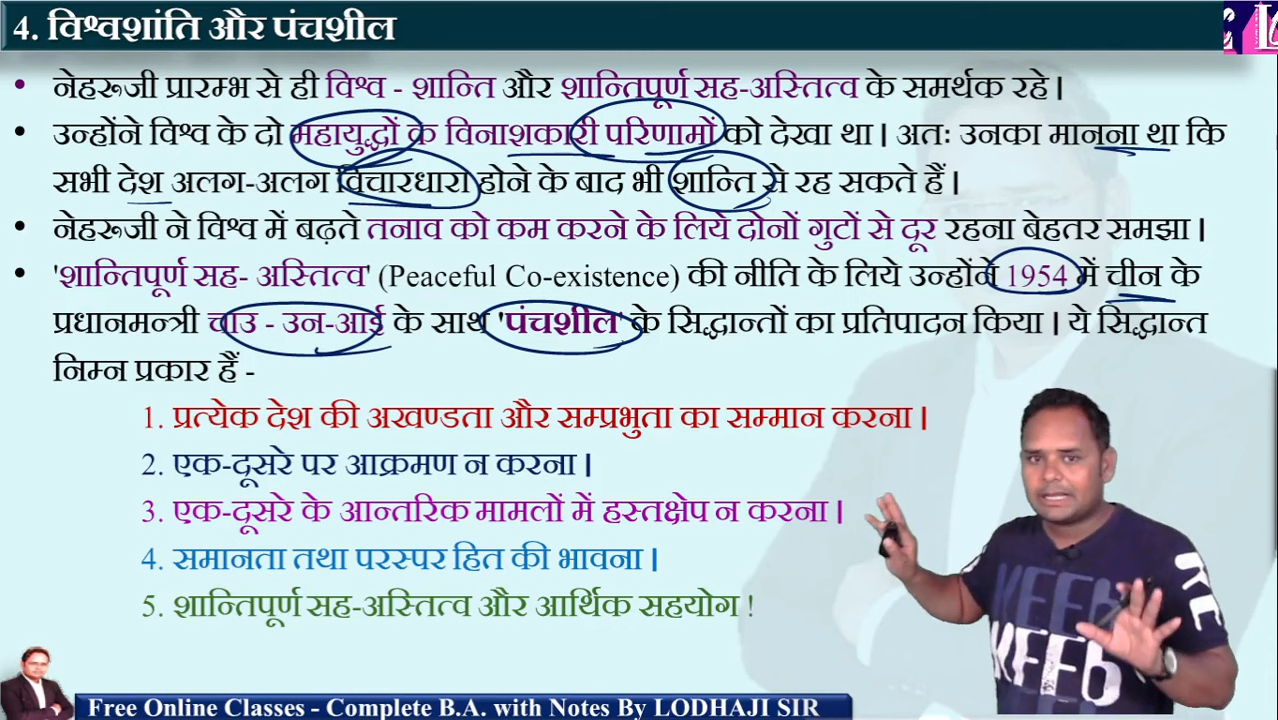 4. विश्वशांति और पंचशील
• नेहरूजी प्रारम्भ से ही विश्व - शान्ति और शान्तिपूर्ण सह-अस्तित्व के समर्थक रहे।
• उन्होंने विश्व के दो महायुद्धों के विनाशकारी परिणामों को देखा था। अतः उनका मानना था कि
सभी देश अलग-अलग विचारधारा होने के बाद भी शान्ति से रह सकते हैं।
• नेहरूजी ने विश्व में बढ़ते तनाव को कम करने के लिये दोनों गुटों से दूर रहना बेहतर समझा।
• 'शान्तिपूर्ण सह- अस्तित्व' (Peaceful Co-existence) की नीति के लिये उन्होंने 1954 में चीन के
प्रधानमन्त्री चाउ - उन-आई के साथ 'पंचशील' के सिद्धान्तों का प्रतिपादन किया। ये सिद्धान्त
निम्न प्रकार हैं -
1. प्रत्येक देश की अखण्डता और सम्प्रभुता का सम्मान करना।
2. एक-दूसरे पर आक्रमण न करना।
3. एक-दूसरे के आन्तरिक मामलों में हस्तक्षेप न करना।
4. समानता तथा परस्पर हित की भावना।
5. शान्तिपूर्ण सह-अस्तित्व और आर्थिक सहयोग !
KEEB
Free Online Classes - Complete B.A. with Notes By LODHAJI SIR